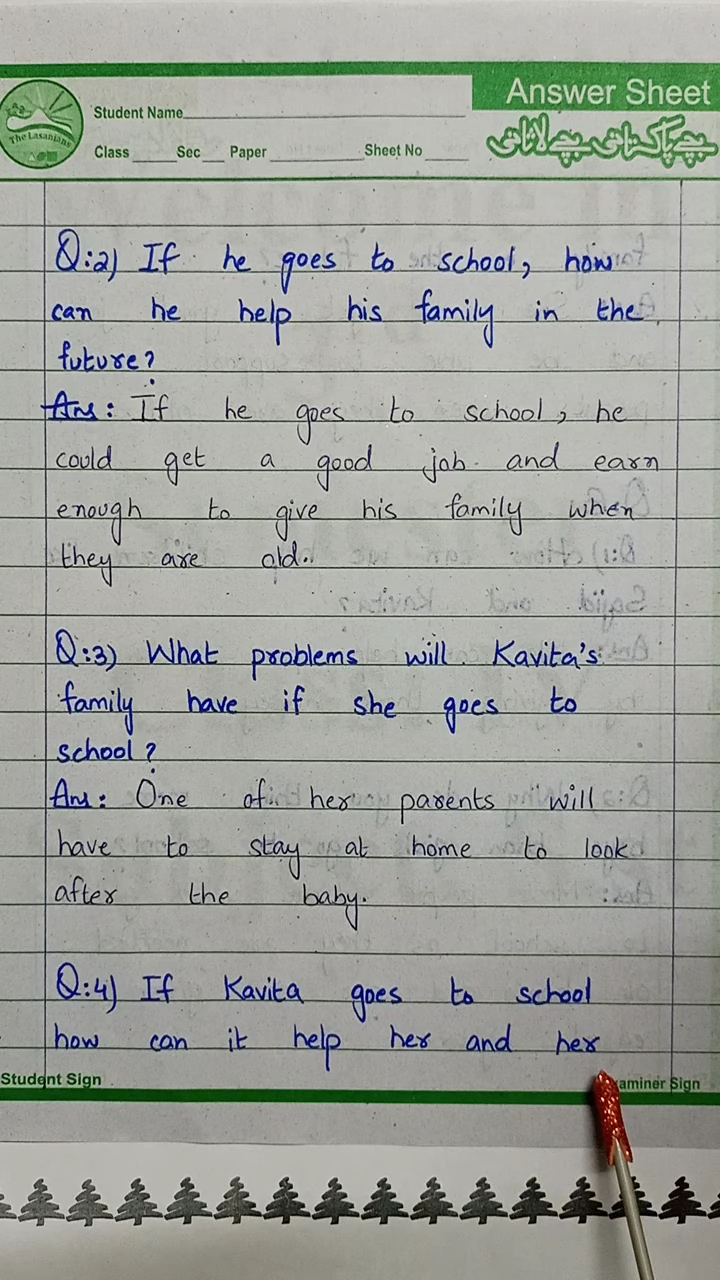 Answer Sheet
The Lasanians
Student Name
Class Sec Paper Sheet No
Q:2) If he goes to school, how
can he help his family in the
future?
Ans: If he goes to school, he
could get a good job and earn
enough to give his family when
they are old.
Q:3) What problems will Kavita's
family have if she goes to
school?
Ans: One of her parents will
have to stay at home to look
after the baby.
Q:4) If Kavita goes to school
how can it help her and her
Student Sign
aminer Sign